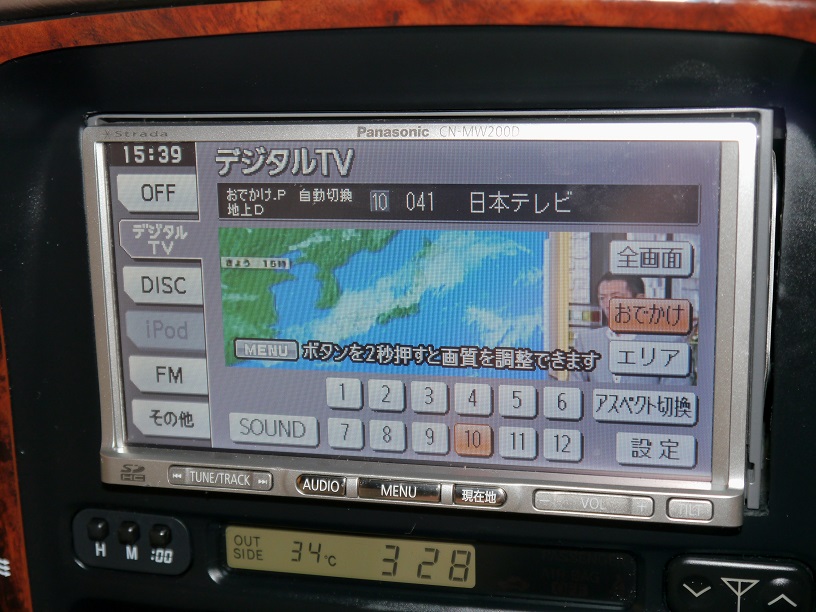 Strada
Panasonic CN-MW200D
15:39
デジタルTV
OFF
おでかけ.P 自動切換
地上D
10 041 日本テレビ
デジタル
TV
きょう 15時
全画面
DISC
おでかけ
iPod
MENU ボタンを2秒押すと画質を調整できます
エリア
FM
1 2 3 4 5 6
アスペクト切換
その他
SOUND
7 8 9 10 11 12
設定
SD
HC
TUNE/TRACK
AUDIO
MENU
現在地
- VOL +
TILT
H M :00
OUT
SIDE
34℃
328